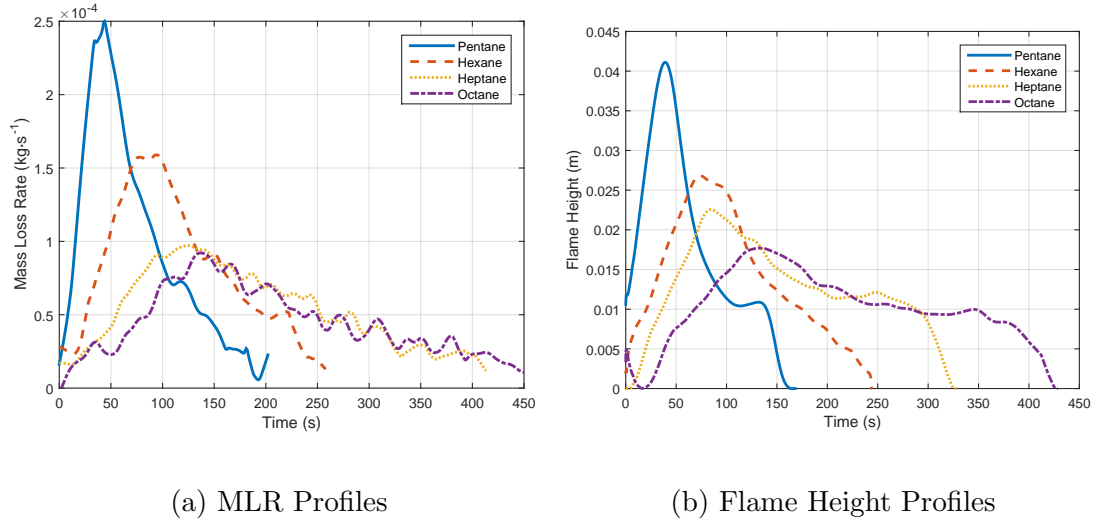 ×10⁻⁴
2.5
2
1.5
1
0.5
0
Mass Loss Rate (kg·s⁻¹)
Pentane
Hexane
Heptane
Octane
0 50 100 150 200 250 300 350 400 450
Time (s)
(a) MLR Profiles
0.045
0.04
0.035
0.03
0.025
0.02
0.015
0.01
0.005
0
Flame Height (m)
Pentane
Hexane
Heptane
Octane
0 50 100 150 200 250 300 350 400 450
Time (s)
(b) Flame Height Profiles